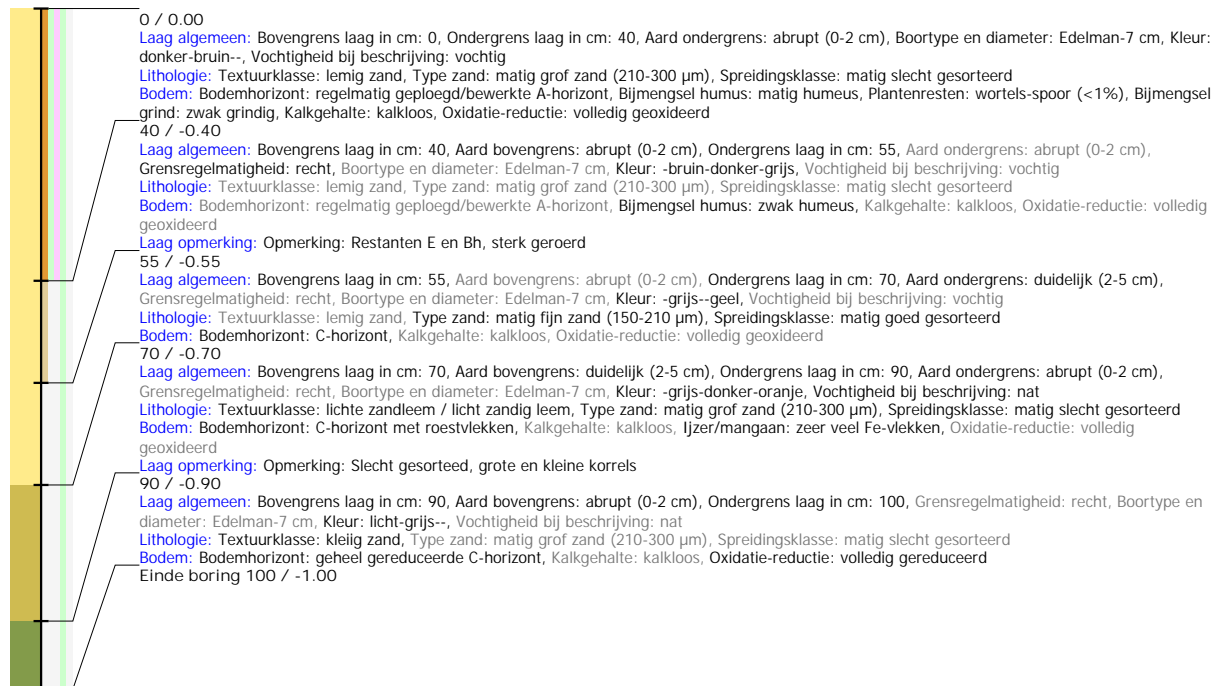 0 / 0.00
Laag algemeen: Bovengrens laag in cm: 0, Ondergrens laag in cm: 40, Aard ondergrens: abrupt (0-2 cm), Boortype en diameter: Edelman-7 cm, Kleur:
donker-bruin--, Vochtigheid bij beschrijving: vochtig
Lithologie: Textuurklasse: lemig zand, Type zand: matig grof zand (210-300 µm), Spreidingsklasse: matig slecht gesorteerd
Bodem: Bodemhorizont: regelmatig geploegd/bewerkte A-horizont, Bijmengsel humus: matig humeus, Plantenresten: wortels-spoor (<1%), Bijmengsel
grind: zwak grindig, Kalkgehalte: kalkloos, Oxidatie-reductie: volledig geoxideerd
40 / -0.40
Laag algemeen: Bovengrens laag in cm: 40, Aard bovengrens: abrupt (0-2 cm), Ondergrens laag in cm: 55, Aard ondergrens: abrupt (0-2 cm),
Grensregelmatigheid: recht, Boortype en diameter: Edelman-7 cm, Kleur: -bruin-donker-grijs, Vochtigheid bij beschrijving: vochtig
Lithologie: Textuurklasse: lemig zand, Type zand: matig grof zand (210-300 µm), Spreidingsklasse: matig slecht gesorteerd
Bodem: Bodemhorizont: regelmatig geploegd/bewerkte A-horizont, Bijmengsel humus: zwak humeus, Kalkgehalte: kalkloos, Oxidatie-reductie: volledig
geoxideerd
Laag opmerking: Opmerking: Restanten E en Bh, sterk geroerd
55 / -0.55
Laag algemeen: Bovengrens laag in cm: 55, Aard bovengrens: abrupt (0-2 cm), Ondergrens laag in cm: 70, Aard ondergrens: duidelijk (2-5 cm),
Grensregelmatigheid: recht, Boortype en diameter: Edelman-7 cm, Kleur: -grijs--geel, Vochtigheid bij beschrijving: vochtig
Lithologie: Textuurklasse: lemig zand, Type zand: matig fijn zand (150-210 µm), Spreidingsklasse: matig goed gesorteerd
Bodem: Bodemhorizont: C-horizont, Kalkgehalte: kalkloos, Oxidatie-reductie: volledig geoxideerd
70 / -0.70
Laag algemeen: Bovengrens laag in cm: 70, Aard bovengrens: duidelijk (2-5 cm), Ondergrens laag in cm: 90, Aard ondergrens: abrupt (0-2 cm),
Grensregelmatigheid: recht, Boortype en diameter: Edelman-7 cm, Kleur: -grijs-donker-oranje, Vochtigheid bij beschrijving: nat
Lithologie: Textuurklasse: lichte zandleem / licht zandig leem, Type zand: matig grof zand (210-300 µm), Spreidingsklasse: matig slecht gesorteerd
Bodem: Bodemhorizont: C-horizont met roestvlekken, Kalkgehalte: kalkloos, Ijzer/mangaan: zeer veel Fe-vlekken, Oxidatie-reductie: volledig
geoxideerd
Laag opmerking: Opmerking: Slecht gesorteed, grote en kleine korrels
90 / -0.90
Laag algemeen: Bovengrens laag in cm: 90, Aard bovengrens: abrupt (0-2 cm), Ondergrens laag in cm: 100, Grensregelmatigheid: recht, Boortype en
diameter: Edelman-7 cm, Kleur: licht-grijs--, Vochtigheid bij beschrijving: nat
Lithologie: Textuurklasse: kleiig zand, Type zand: matig grof zand (210-300 µm), Spreidingsklasse: matig slecht gesorteerd
Bodem: Bodemhorizont: geheel gereduceerde C-horizont, Kalkgehalte: kalkloos, Oxidatie-reductie: volledig gereduceerd
Einde boring 100 / -1.00